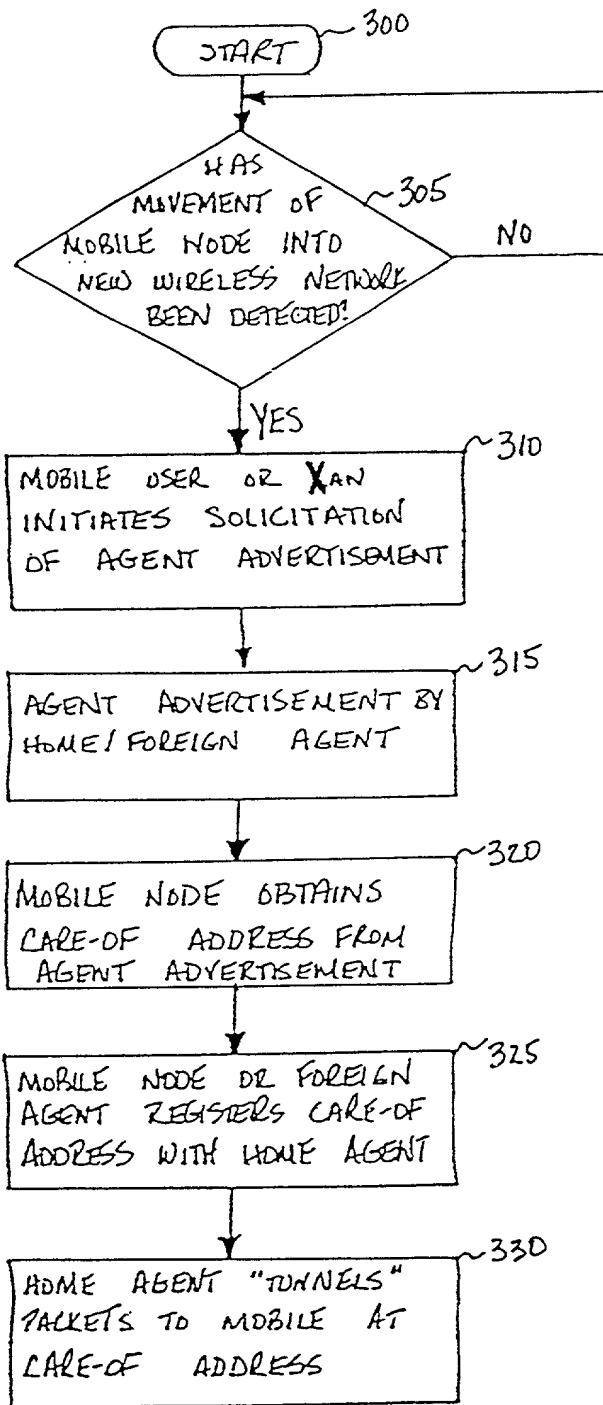 START
300
HAS
MOVEMENT OF
MOBILE NODE INTO
NEW WIRELESS NETWORK
BEEN DETECTED?
305
NO
YES
310
MOBILE USER OR XAN
INITIATES SOLICITATION
OF AGENT ADVERTISEMENT
315
AGENT ADVERTISEMENT BY
HOME/FOREIGN AGENT
320
MOBILE NODE OBTAINS
CARE-OF ADDRESS FROM
AGENT ADVERTISEMENT
325
MOBILE NODE OR FOREIGN
AGENT REGISTERS CARE-OF
ADDRESS WITH HOME AGENT
330
HOME AGENT "TUNNELS"
PACKETS TO MOBILE AT
CARE-OF ADDRESS